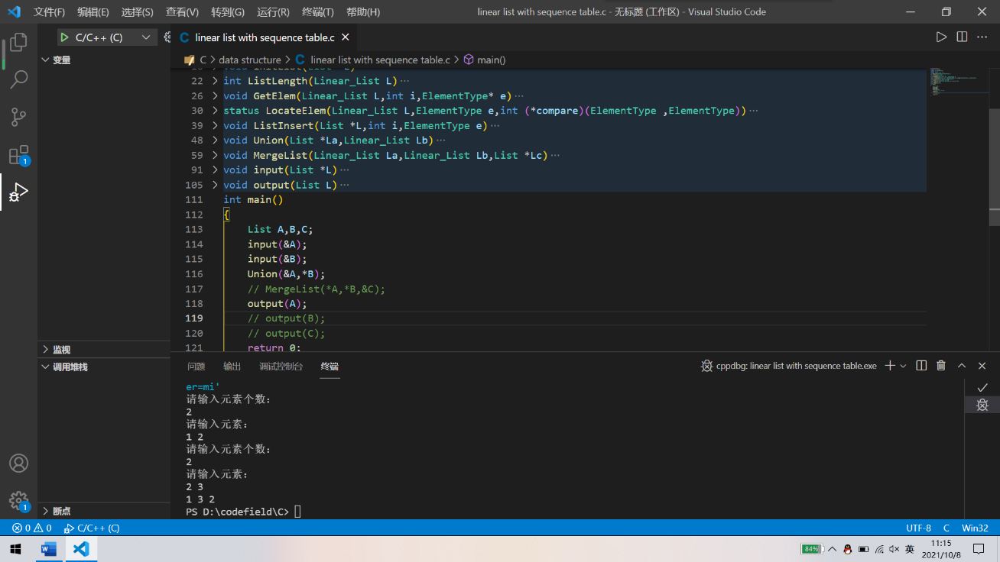 文件(F) 编辑(E) 选择(S) 查看(V) 转到(G) 运行(R) 终端(T) 帮助(H) linear list with sequence table.c - 无标题 (工作区) - Visual Studio Code
C/C++ (C)
C linear list with sequence table.c
C > data structure > C linear list with sequence table.c > main()
变量
22 int ListLength(Linear_List L)···
26 void GetElem(Linear_List L,int i,ElementType* e)···
30 status LocateElem(Linear_List L,ElementType e,int (*compare)(ElementType ,ElementType))···
39 void ListInsert(List *L,int i,ElementType e)···
48 void Union(List *La,Linear_List Lb)···
59 void MergeList(Linear_List La,Linear_List Lb,List *Lc)···
91 void input(List *L)···
105 void output(List L)···
111 int main()
112 {
113 List A,B,C;
114 input(&A);
115 input(&B);
116 Union(&A,*B);
117 // MergeList(*A,*B,&C);
118 output(A);
119 // output(B);
120 // output(C);
121 return 0;
监视
调用堆栈
断点
问题 输出 调试控制台 终端 cppdbg: linear list with sequence table.exe
er=mi'
请输入元素个数:
2
请输入元素:
1 2
请输入元素个数:
2
请输入元素:
2 3
1 3 2
PS D:\codefield\C>
1
1
0 0 C/C++ (C) UTF-8 C Win32
84% 英 11:15
2021/10/8